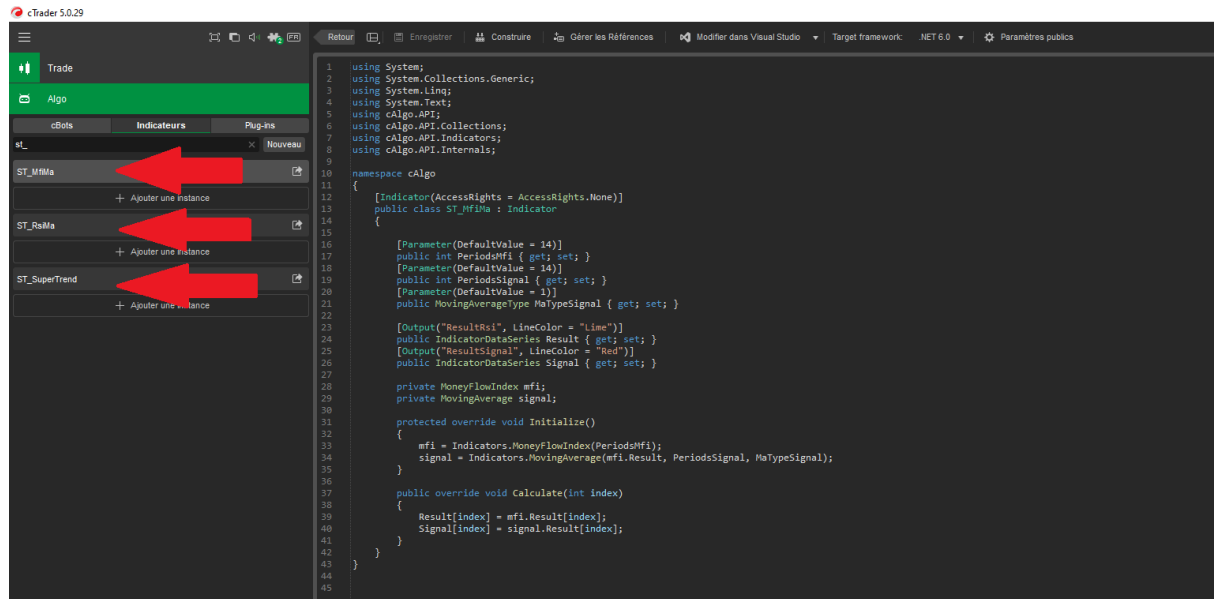 cTrader 5.0.29
FR
Retour
Enregistrer
Construire
Gérer les Références
Modifier dans Visual Studio
Target framework:
.NET 6.0
Paramètres publics
Trade
Algo
cBots
Indicateurs
Plug-ins
st_
Nouveau
ST_MfiMa
Ajouter une instance
ST_RsiMa
Ajouter une instance
ST_SuperTrend
Ajouter une instance
1 using System;
2 using System.Collections.Generic;
3 using System.Linq;
4 using System.Text;
5 using cAlgo.API;
6 using cAlgo.API.Collections;
7 using cAlgo.API.Indicators;
8 using cAlgo.API.Internals;
9
10 namespace cAlgo
11 {
12 [Indicator(AccessRights = AccessRights.None)]
13 public class ST_MfiMa : Indicator
14 {
15
16 [Parameter(DefaultValue = 14)]
17 public int PeriodsMfi { get; set; }
18 [Parameter(DefaultValue = 14)]
19 public int PeriodsSignal { get; set; }
20 [Parameter(DefaultValue = 1)]
21 public MovingAverageType MaTypeSignal { get; set; }
22
23 [Output("ResultRsi", LineColor = "Lime")]
24 public IndicatorDataSeries Result { get; set; }
25 [Output("ResultSignal", LineColor = "Red")]
26 public IndicatorDataSeries Signal { get; set; }
27
28 private MoneyFlowIndex mfi;
29 private MovingAverage signal;
30
31 protected override void Initialize()
32 {
33 mfi = Indicators.MoneyFlowIndex(PeriodsMfi);
34 signal = Indicators.MovingAverage(mfi.Result, PeriodsSignal, MaTypeSignal);
35 }
36
37 public override void Calculate(int index)
38 {
39 Result[index] = mfi.Result[index];
40 Signal[index] = signal.Result[index];
41 }
42 }
43 }
44
45